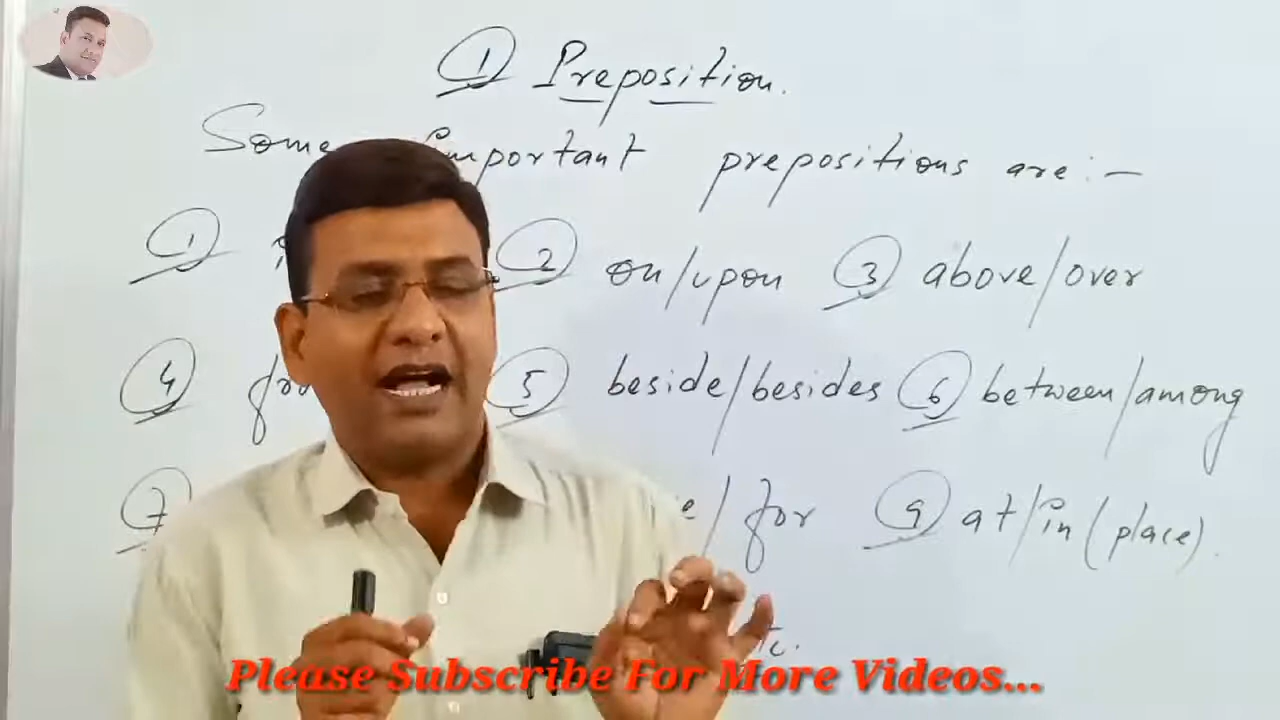 ① Preposition.
Some important prepositions are:-
① ② on/upon ③ above/over
④ ⑤ beside/besides ⑥ between/among
⑦ /for ⑨ at/in (place).
Please Subscribe For More Videos...